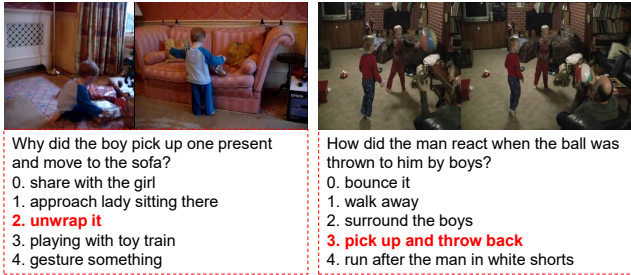 Why did the boy pick up one present
and move to the sofa?
0. share with the girl
1. approach lady sitting there
2. unwrap it
3. playing with toy train
4. gesture something
How did the man react when the ball was
thrown to him by boys?
0. bounce it
1. walk away
2. surround the boys
3. pick up and throw back
4. run after the man in white shorts